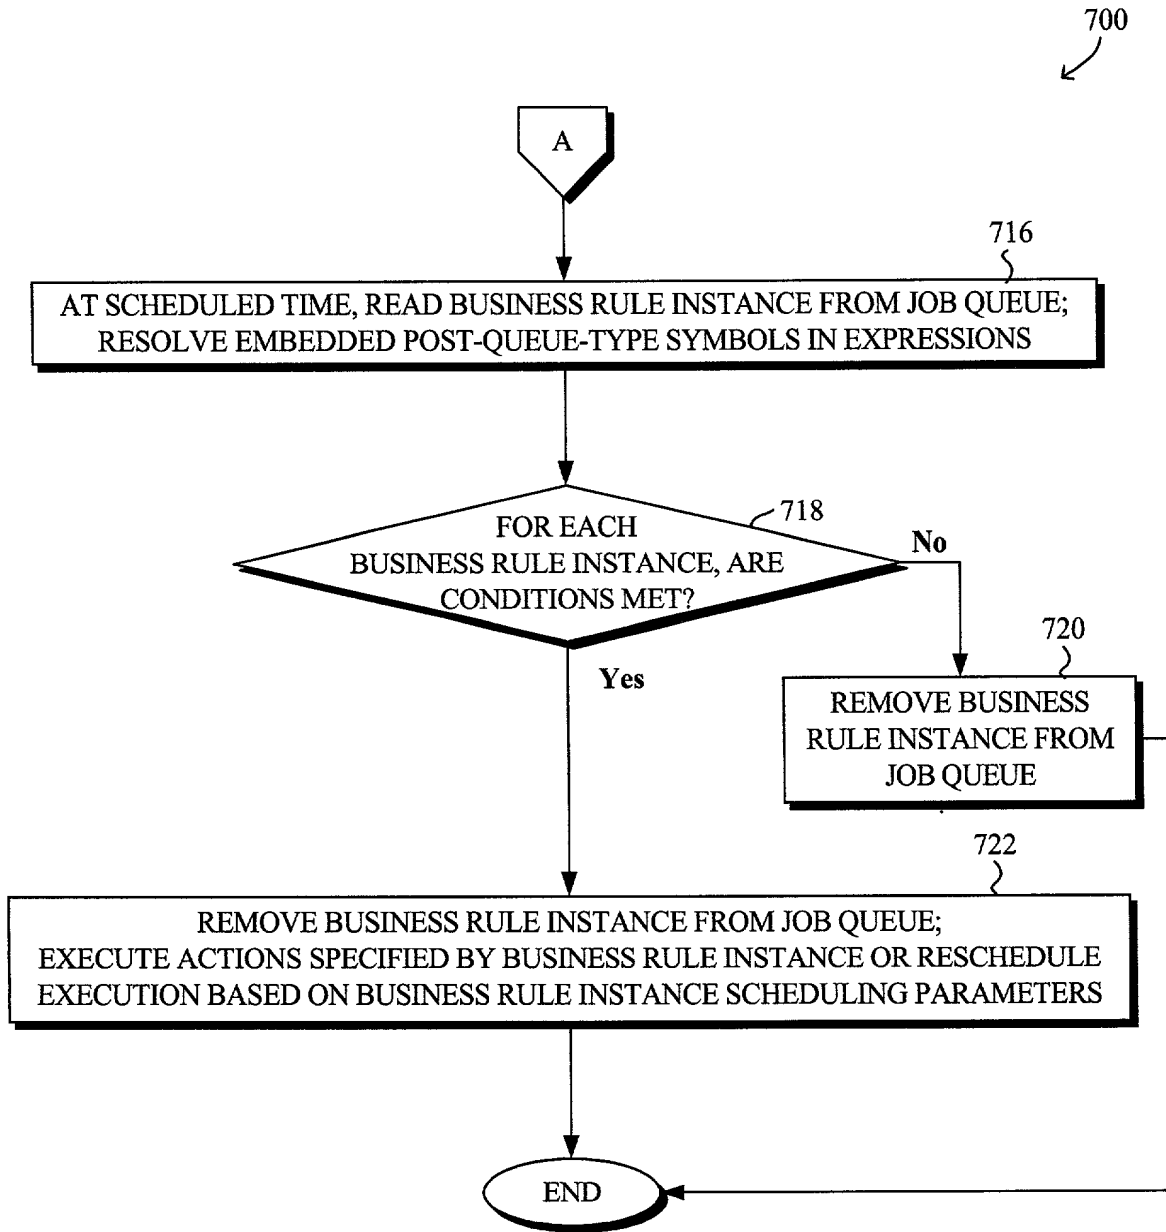 700
A
716
AT SCHEDULED TIME, READ BUSINESS RULE INSTANCE FROM JOB QUEUE;
RESOLVE EMBEDDED POST-QUEUE-TYPE SYMBOLS IN EXPRESSIONS
718
FOR EACH
BUSINESS RULE INSTANCE, ARE
CONDITIONS MET?
No
Yes
720
REMOVE BUSINESS
RULE INSTANCE FROM
JOB QUEUE
722
REMOVE BUSINESS RULE INSTANCE FROM JOB QUEUE;
EXECUTE ACTIONS SPECIFIED BY BUSINESS RULE INSTANCE OR RESCHEDULE
EXECUTION BASED ON BUSINESS RULE INSTANCE SCHEDULING PARAMETERS
END